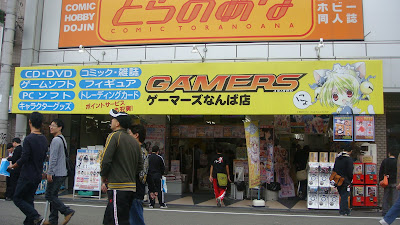 COMIC
HOBBY
DOJIN
とらのあな
COMIC TORANOANA
ホビー
同人誌
CD・DVD
コミック・雑誌
ゲームソフト
フィギュア
PCソフト
トレーディングカード
キャラクターグッズ
ポイントサービス
GAMERS
ゲーマーズなんば店